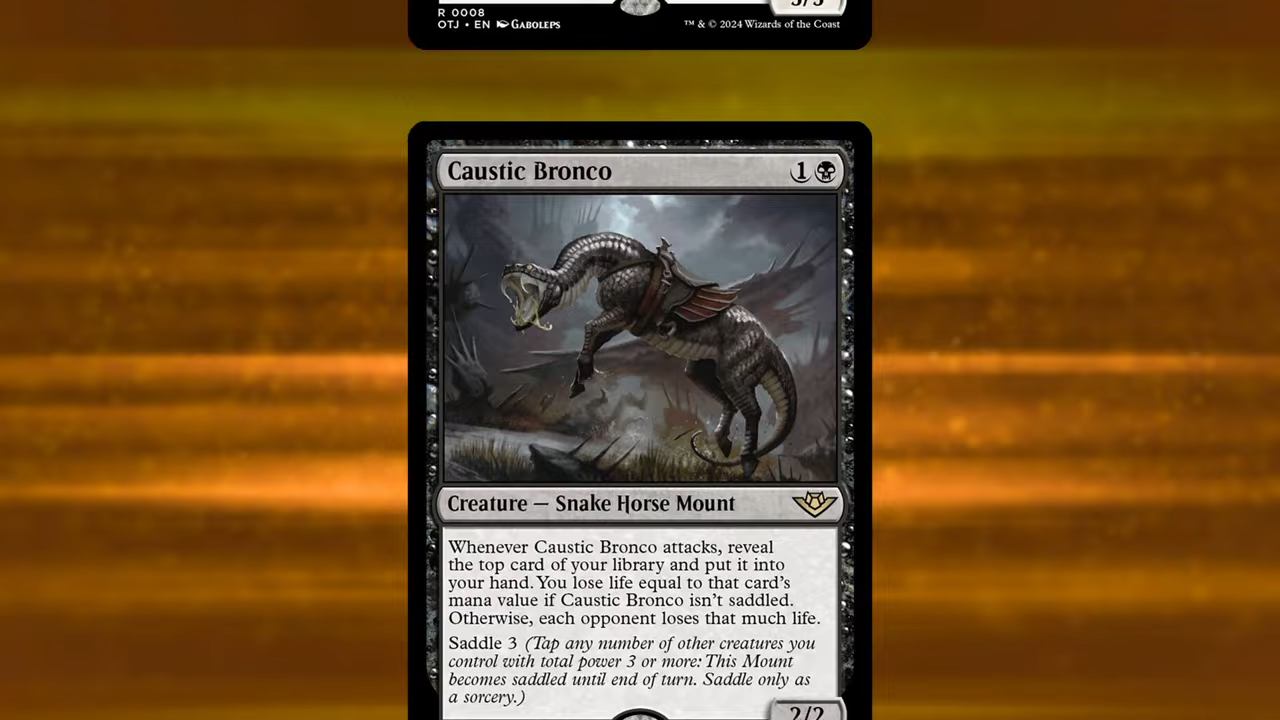 R 0008
OTJ • EN GABOLEPS
™ & © 2024 Wizards of the Coast
Caustic Bronco
1
Creature — Snake Horse Mount
Whenever Caustic Bronco attacks, reveal
the top card of your library and put it into
your hand. You lose life equal to that card's
mana value if Caustic Bronco isn't saddled.
Otherwise, each opponent loses that much life.
Saddle 3 (Tap any number of other creatures you
control with total power 3 or more: This Mount
becomes saddled until end of turn. Saddle only as
a sorcery.)
2/2